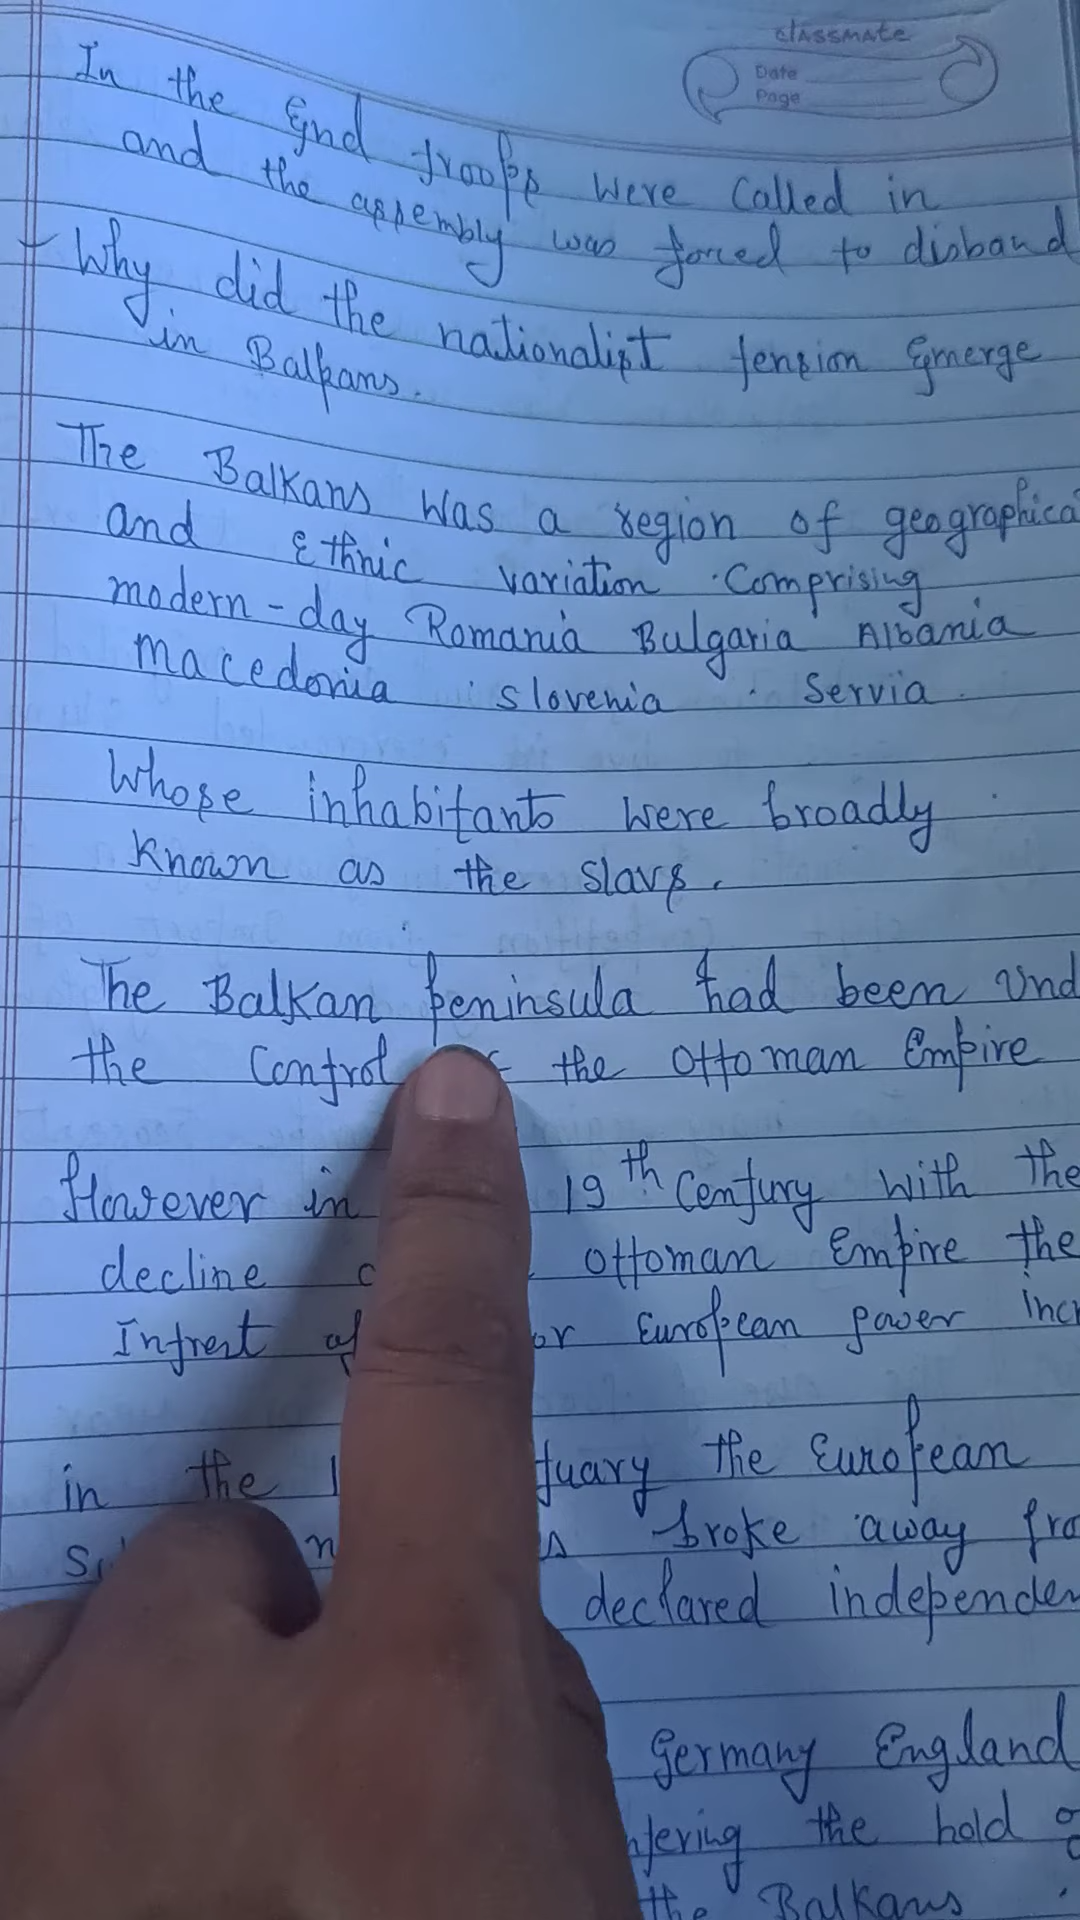 classmate
Date
Page
In the End troops were called in
and the assembly was forced to disband
Why did the nationalist tension Emerge
in Balkans.
The Balkans was a region of geographica
and Ethnic variation . Comprising
modern-day Romania Bulgaria Albania
Macedonia slovenia . Servia .
Whose inhabitants were broadly
known as the slavs.
The Balkan peninsula had been und
the Control the Ottoman Empire
However in 19th Century with the
decline Ottoman Empire the
Intrest of European power incr
in the the European
broke away fro
declared independen
Germany England
the hold
the Balkans .